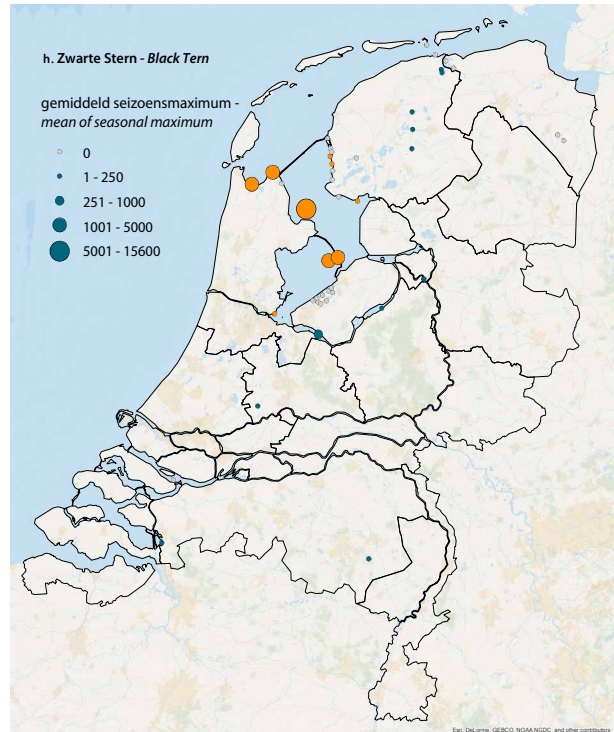 h. Zwarte Stern - Black Tern
gemiddeld seizoensmaximum -
mean of seasonal maximum
0
1 - 250
251 - 1000
1001 - 5000
5001 - 15600
Esri, DeLorme, GEBCO, NOAA NGDC, and other contributors